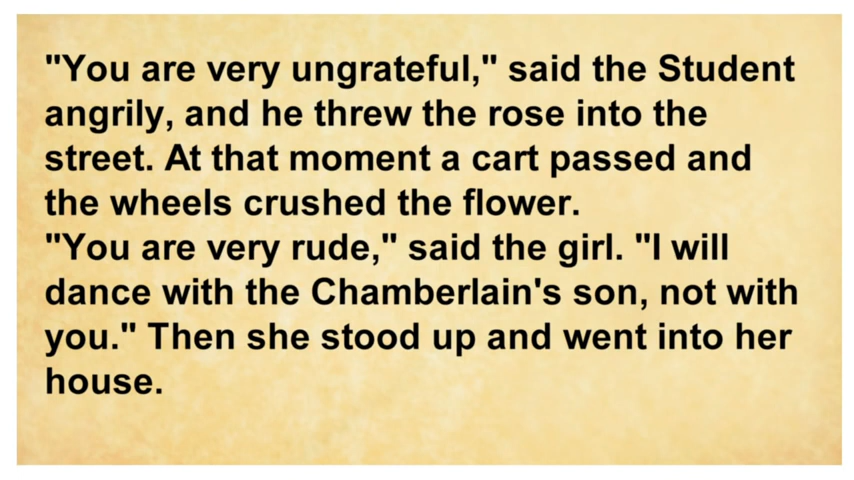 "You are very ungrateful," said the Student
angrily, and he threw the rose into the
street. At that moment a cart passed and
the wheels crushed the flower.
"You are very rude," said the girl. "I will
dance with the Chamberlain's son, not with
you." Then she stood up and went into her
house.